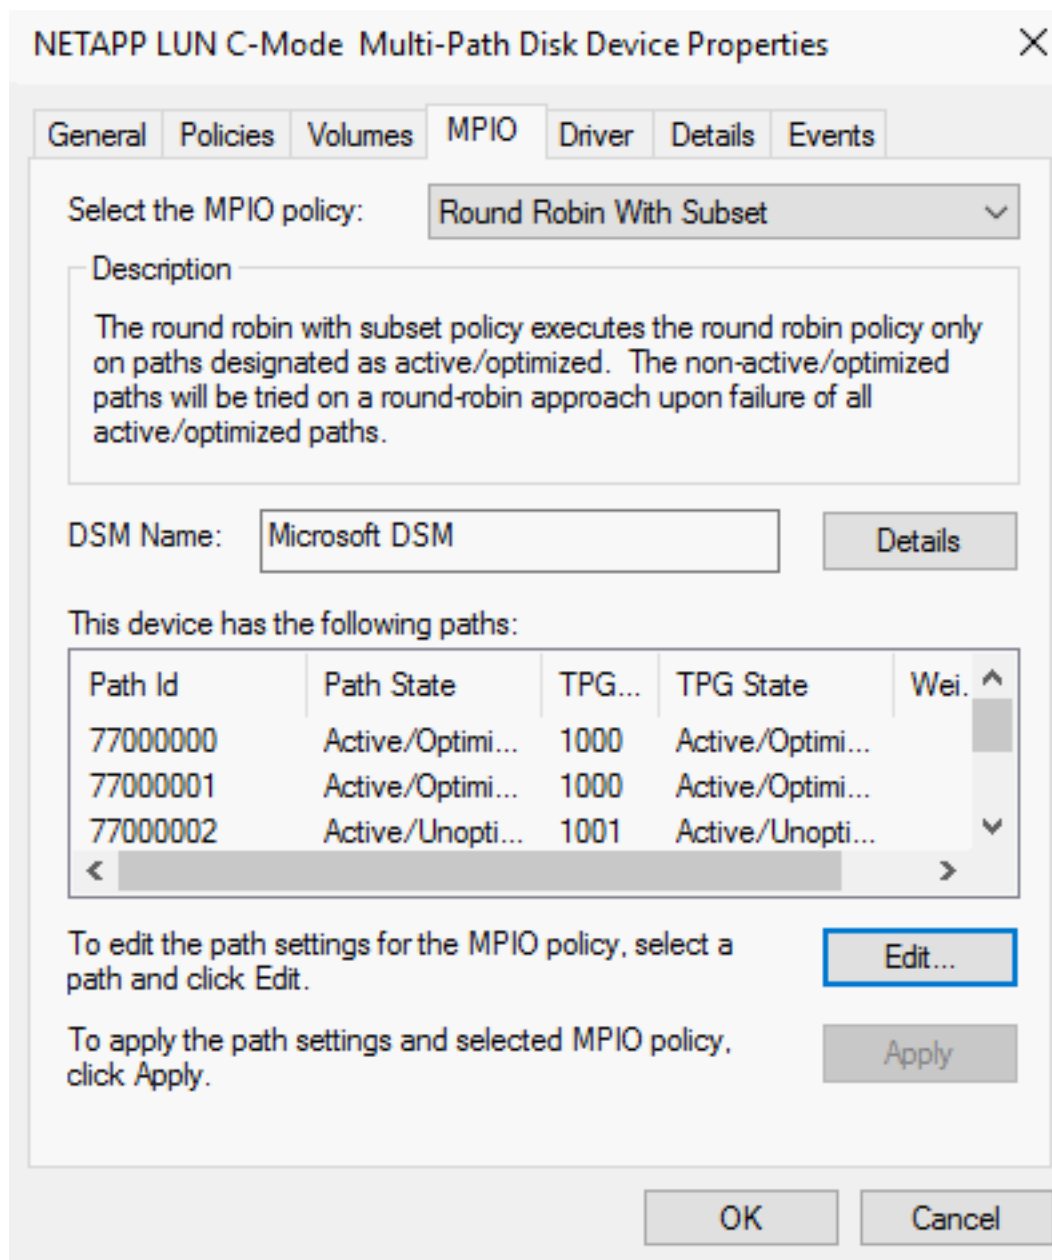 NETAPP LUN C-Mode Multi-Path Disk Device Properties
General Policies Volumes MPIO Driver Details Events
Select the MPIO policy: Round Robin With Subset
Description
The round robin with subset policy executes the round robin policy only
on paths designated as active/optimized. The non-active/optimized
paths will be tried on a round-robin approach upon failure of all
active/optimized paths.
DSM Name: Microsoft DSM Details
This device has the following paths:
Path Id Path State TPG... TPG State Wei.
77000000 Active/Optimi... 1000 Active/Optimi...
77000001 Active/Optimi... 1000 Active/Optimi...
77000002 Active/Unopti... 1001 Active/Unopti...
To edit the path settings for the MPIO policy, select a
path and click Edit.
Edit...
To apply the path settings and selected MPIO policy,
click Apply.
Apply
OK Cancel